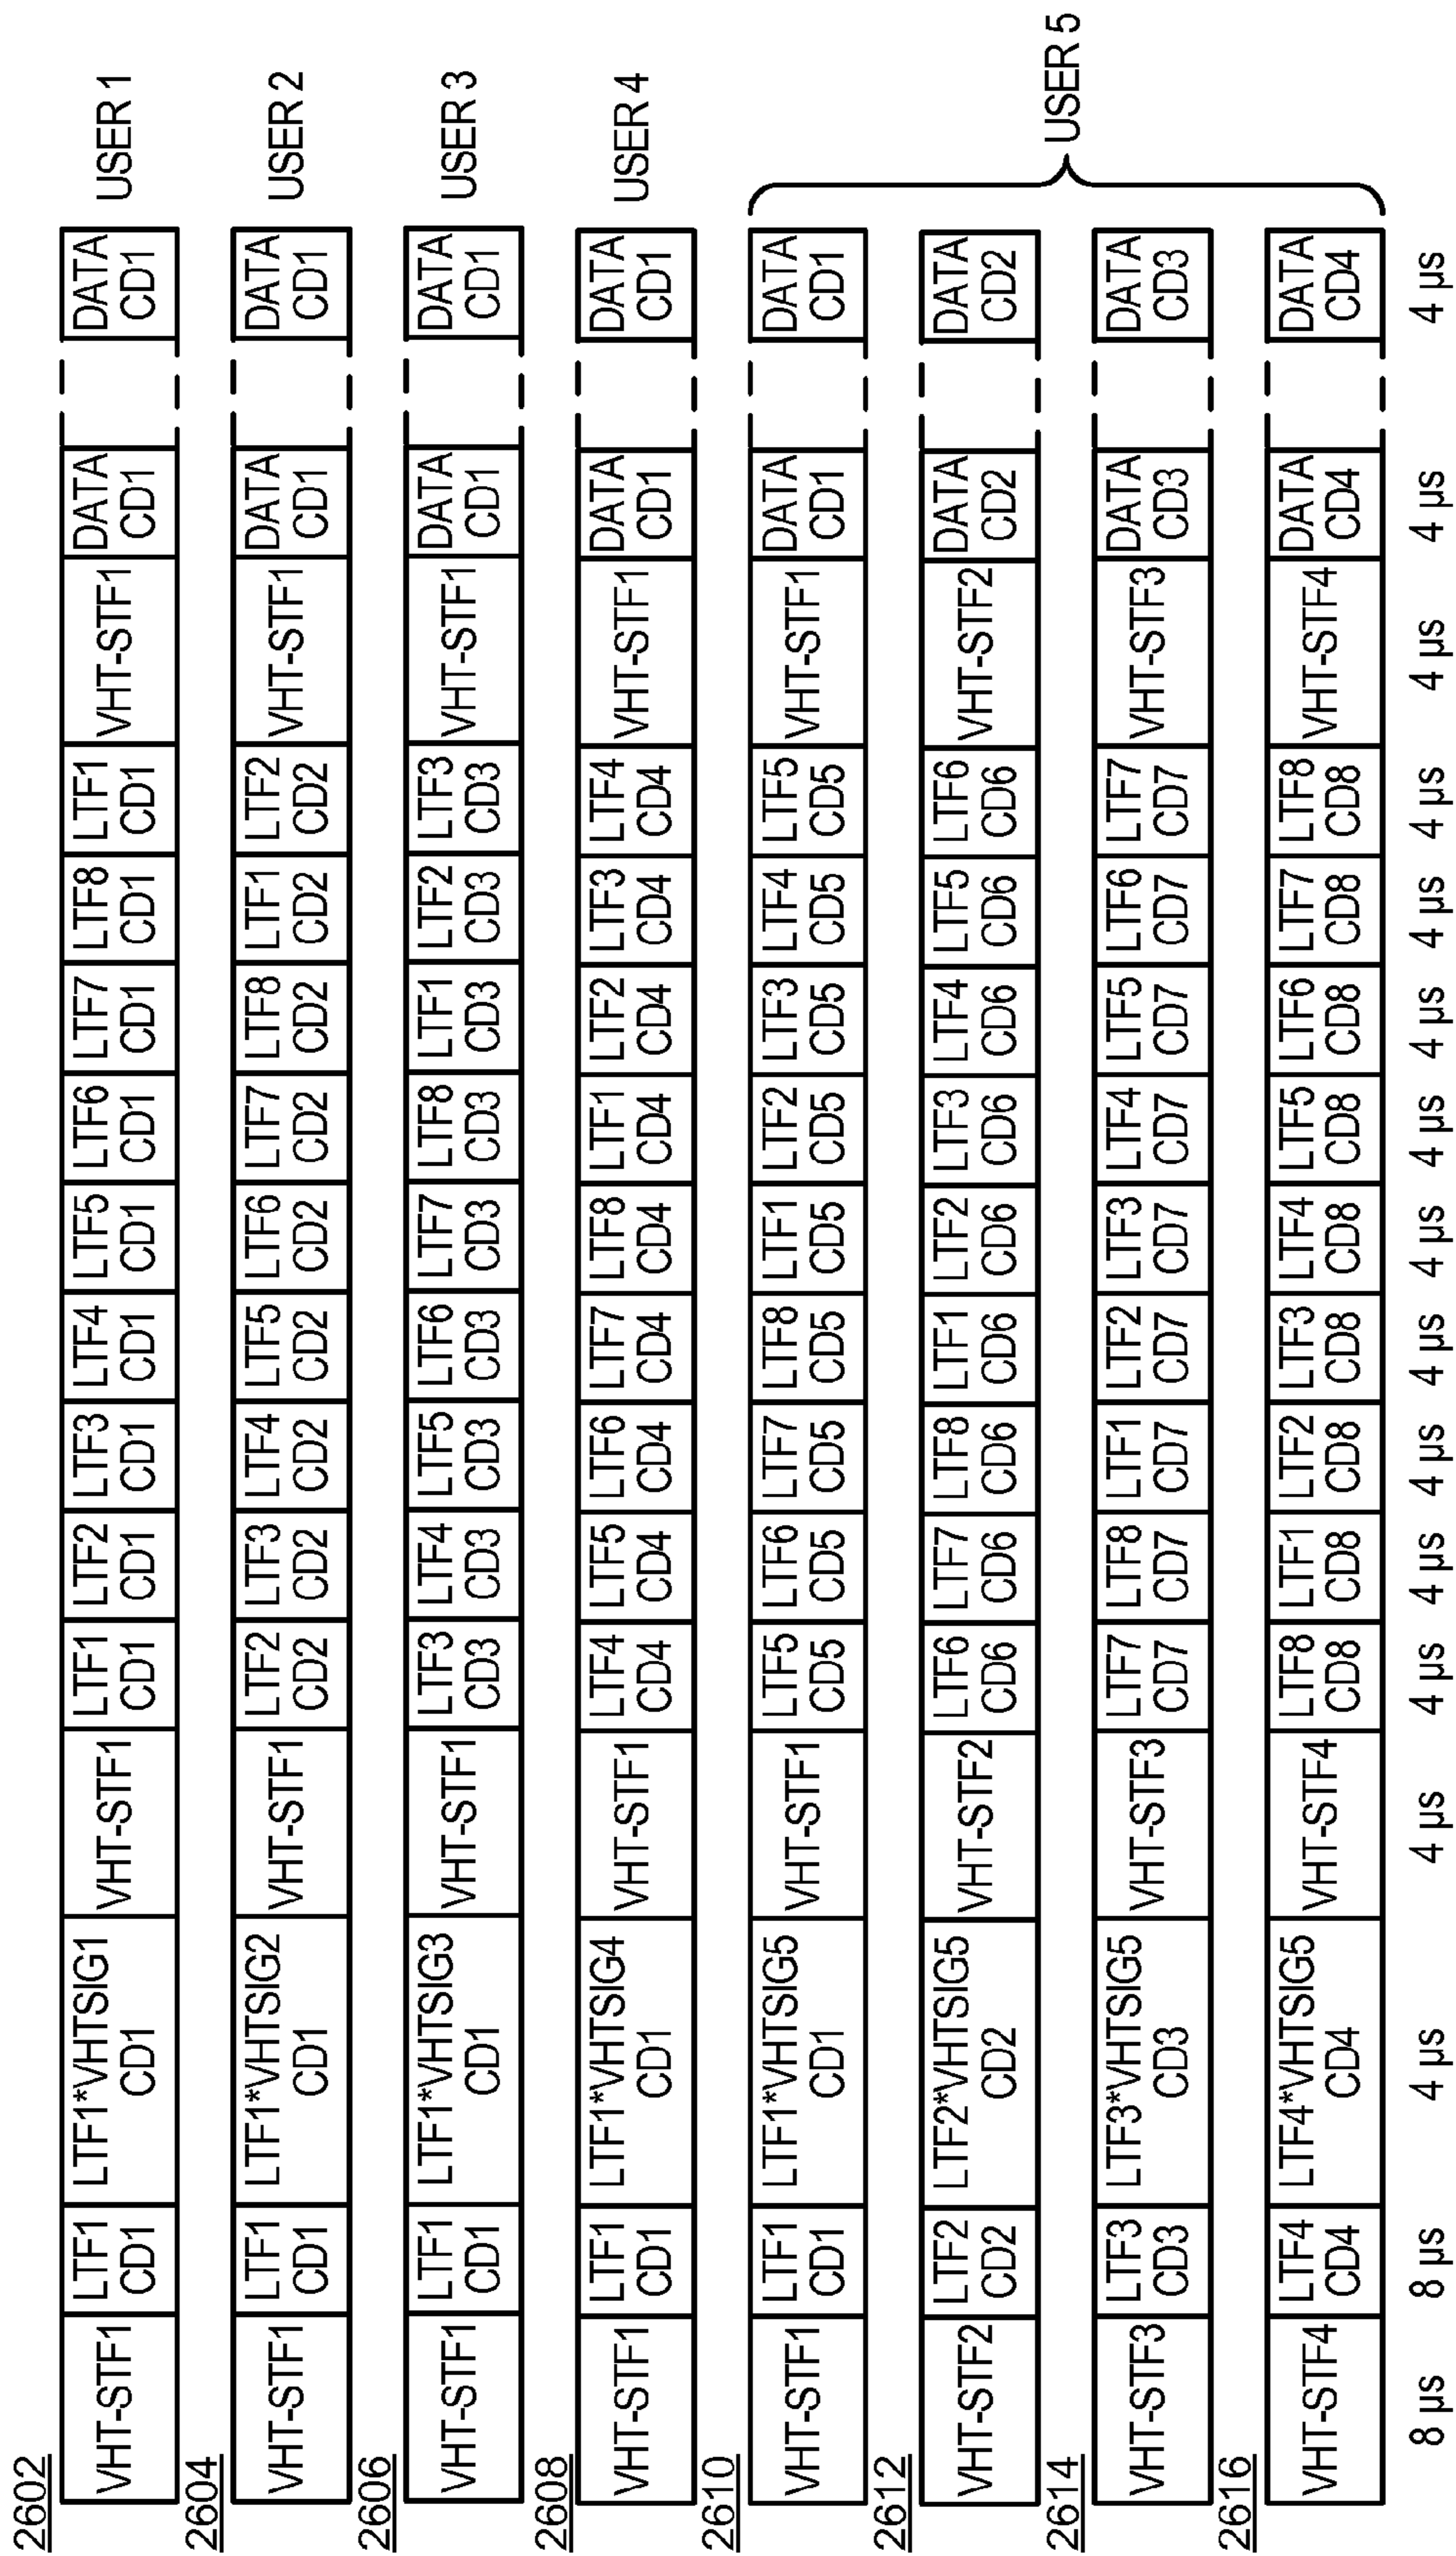 2602
VHT-STF1 LTF1 LTF1*VHTSIG1 VHT-STF1 LTF1 LTF2 LTF3 LTF4 LTF5 LTF6 LTF7 LTF8 LTF1 VHT-STF1 DATA DATA USER 1
CD1 CD1 CD1 CD1 CD1 CD1 CD1 CD1 CD1 CD1 CD1 CD1 CD1
2604
VHT-STF1 LTF1 LTF1*VHTSIG2 VHT-STF1 LTF2 LTF3 LTF4 LTF5 LTF6 LTF7 LTF8 LTF1 LTF2 VHT-STF1 DATA DATA USER 2
CD1 CD1 CD2 CD2 CD2 CD2 CD2 CD2 CD2 CD2 CD2 CD1 CD1
2606
VHT-STF1 LTF1 LTF1*VHTSIG3 VHT-STF1 LTF3 LTF4 LTF5 LTF6 LTF7 LTF8 LTF1 LTF2 LTF3 VHT-STF1 DATA DATA USER 3
CD1 CD1 CD3 CD3 CD3 CD3 CD3 CD3 CD3 CD3 CD3 CD1 CD1
2608
VHT-STF1 LTF1 LTF1*VHTSIG4 VHT-STF1 LTF4 LTF5 LTF6 LTF7 LTF8 LTF1 LTF2 LTF3 LTF4 VHT-STF1 DATA DATA USER 4
CD1 CD1 CD4 CD4 CD4 CD4 CD4 CD4 CD4 CD4 CD4 CD1 CD1
2610
VHT-STF1 LTF1 LTF1*VHTSIG5 VHT-STF1 LTF5 LTF6 LTF7 LTF8 LTF1 LTF2 LTF3 LTF4 LTF5 VHT-STF1 DATA DATA
CD1 CD1 CD5 CD5 CD5 CD5 CD5 CD5 CD5 CD5 CD5 CD1 CD1
2612
VHT-STF2 LTF2 LTF2*VHTSIG5 VHT-STF2 LTF6 LTF7 LTF8 LTF1 LTF2 LTF3 LTF4 LTF5 LTF6 VHT-STF2 DATA DATA
CD2 CD2 CD6 CD6 CD6 CD6 CD6 CD6 CD6 CD6 CD6 CD2 CD2
USER 5
2614
VHT-STF3 LTF3 LTF3*VHTSIG5 VHT-STF3 LTF7 LTF8 LTF1 LTF2 LTF3 LTF4 LTF5 LTF6 LTF7 VHT-STF3 DATA DATA
CD3 CD3 CD7 CD7 CD7 CD7 CD7 CD7 CD7 CD7 CD7 CD3 CD3
2616
VHT-STF4 LTF4 LTF4*VHTSIG5 VHT-STF4 LTF8 LTF1 LTF2 LTF3 LTF4 LTF5 LTF6 LTF7 LTF8 VHT-STF4 DATA DATA
CD4 CD4 CD8 CD8 CD8 CD8 CD8 CD8 CD8 CD8 CD8 CD4 CD4
8 µs 8 µs 4 µs 4 µs 4 µs 4 µs 4 µs 4 µs 4 µs 4 µs 4 µs 4 µs 4 µs 4 µs 4 µs 4 µs